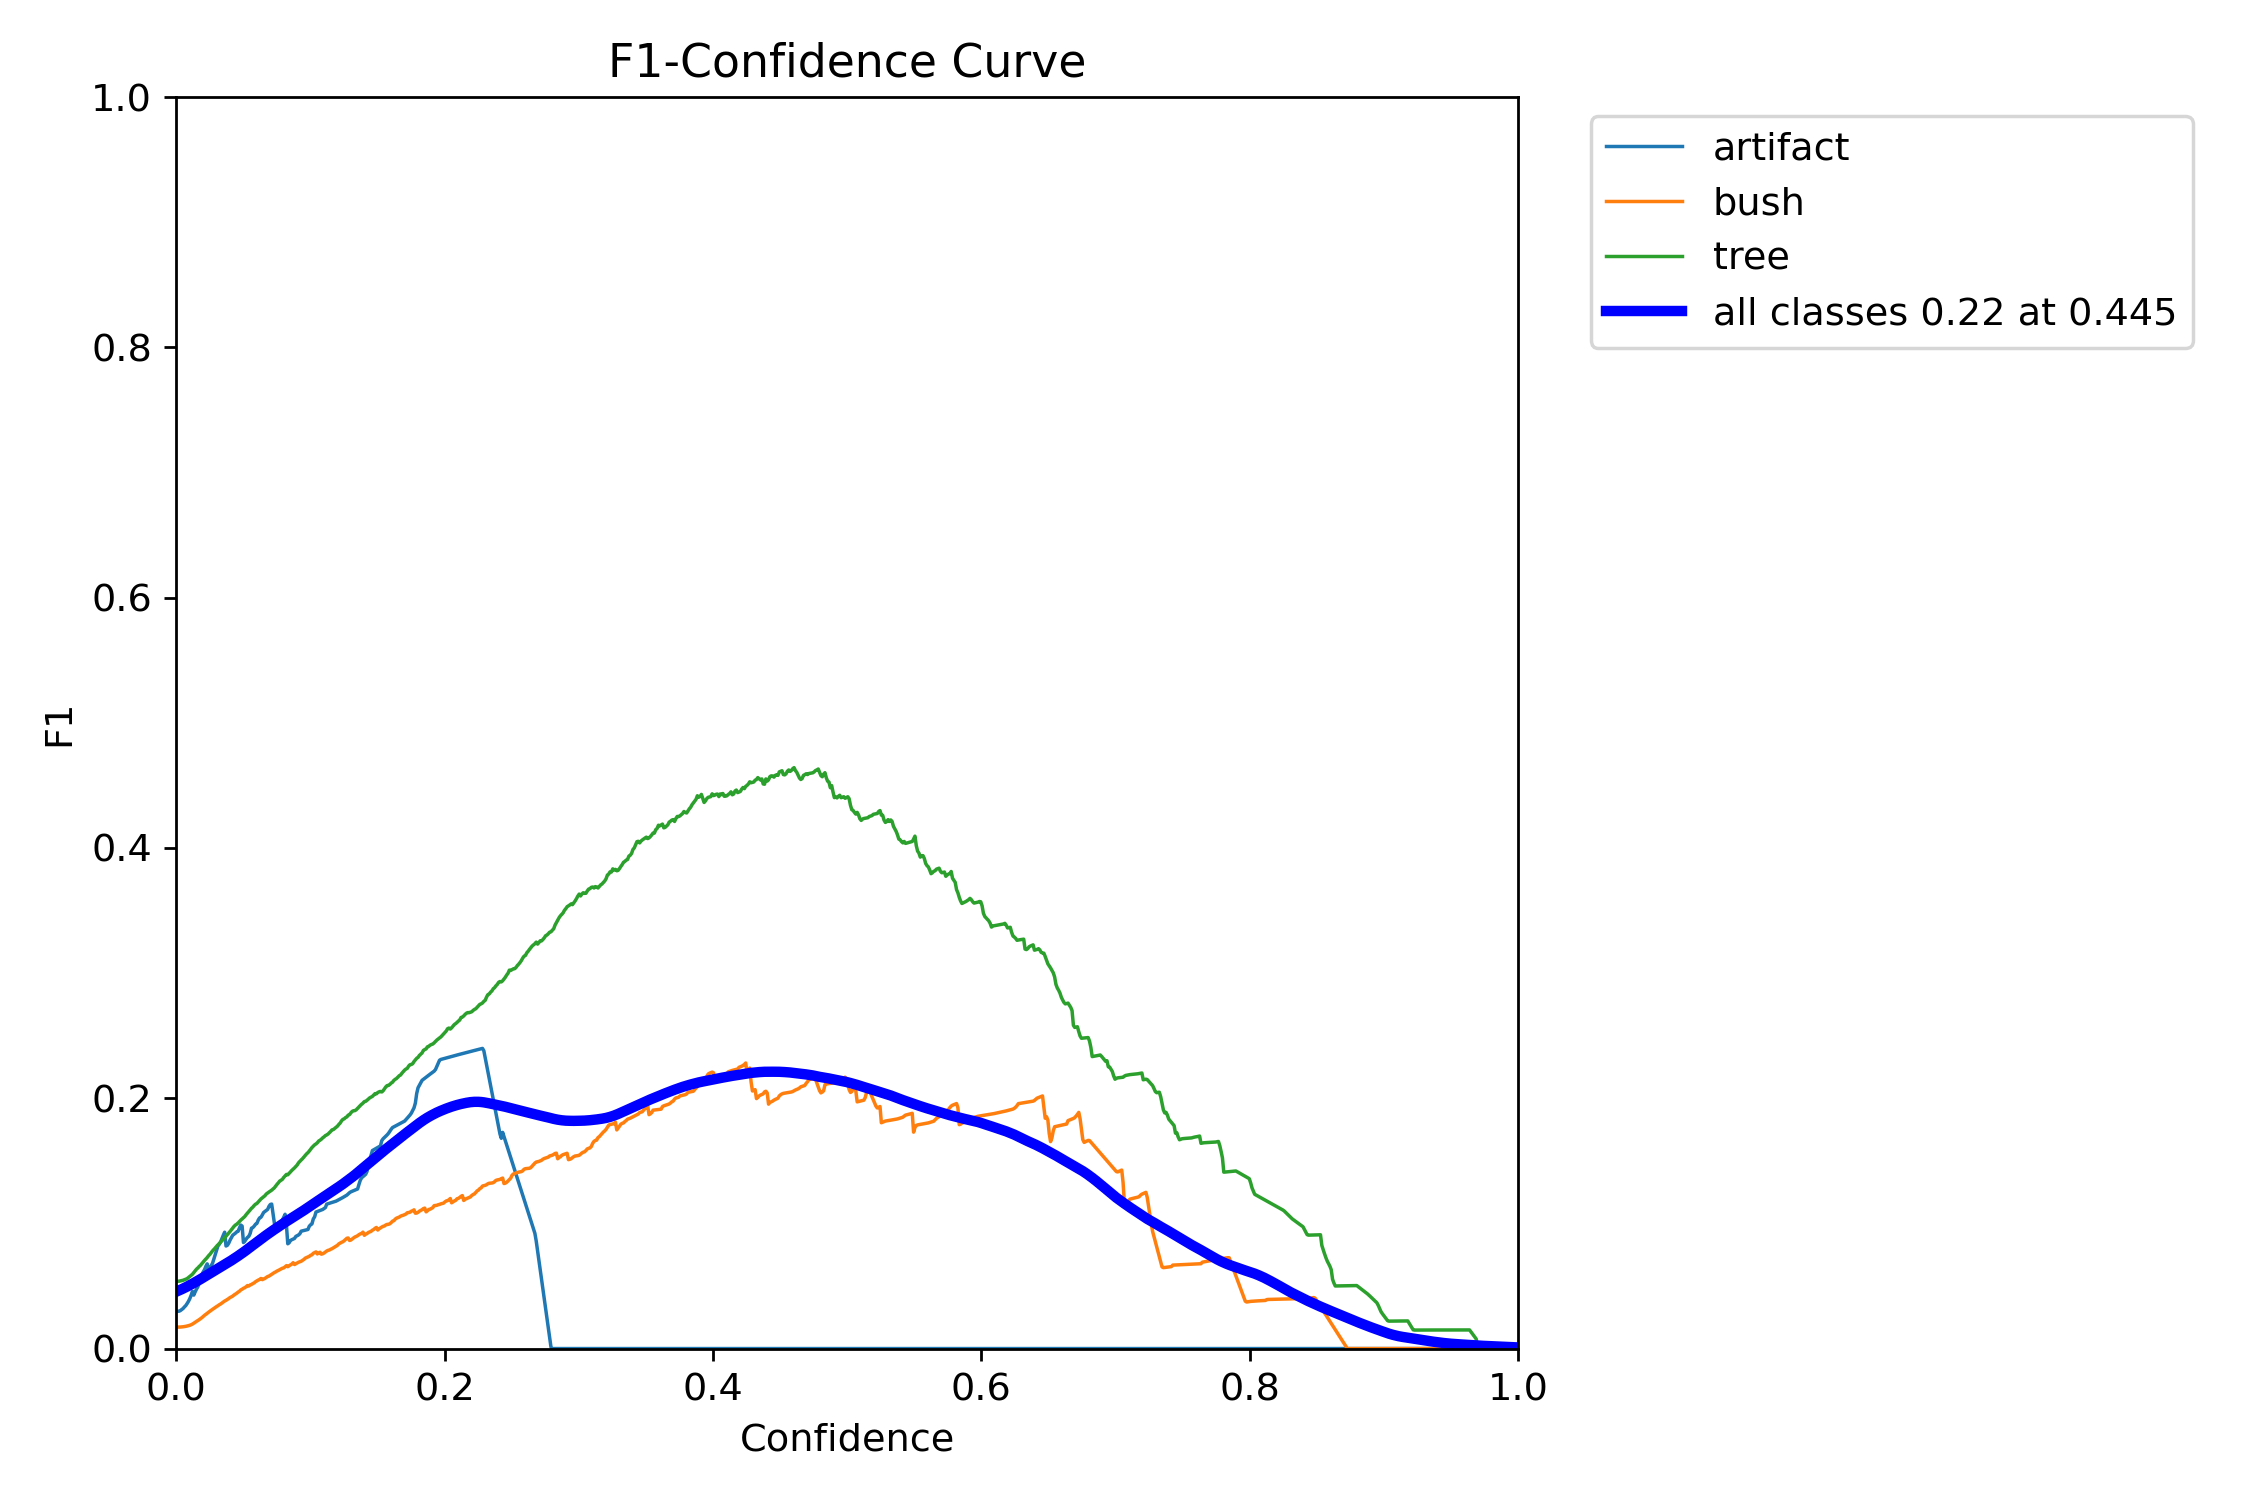 F1-Confidence Curve
1.0
0.8
0.6
0.4
0.2
0.0
F1
0.0 0.2 0.4 0.6 0.8 1.0
Confidence
artifact
bush
tree
all classes 0.22 at 0.445